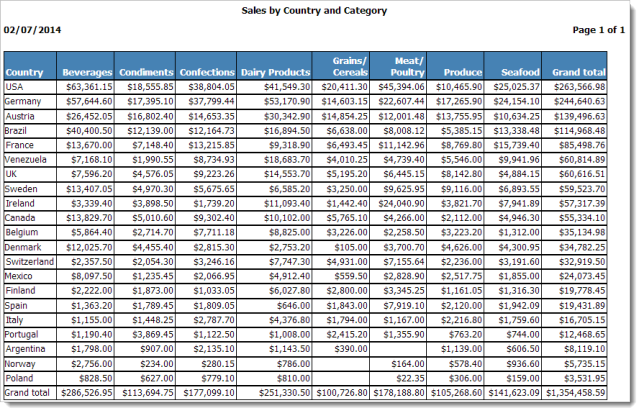 Sales by Country and Category
02/07/2014 Page 1 of 1
Country Beverages Condiments Confections Dairy Products Grains/ Cereals Meat/ Poultry Produce Seafood Grand total
USA $63,361.15 $18,555.85 $38,804.05 $41,549.30 $20,411.30 $45,394.06 $10,465.90 $25,025.37 $263,566.98
Germany $57,644.60 $17,395.10 $37,799.44 $53,170.90 $14,603.15 $22,607.44 $17,265.90 $24,154.10 $244,640.63
Austria $26,452.05 $16,802.40 $14,653.35 $30,342.90 $14,854.25 $12,001.48 $13,755.95 $10,634.25 $139,496.63
Brazil $40,400.50 $12,139.00 $12,164.73 $16,894.50 $6,638.00 $8,008.12 $5,385.15 $13,338.48 $114,968.48
France $13,670.00 $7,148.40 $13,215.85 $9,318.90 $6,493.45 $11,142.96 $8,769.80 $15,739.40 $85,498.76
Venezuela $7,168.10 $1,990.55 $8,734.93 $18,683.70 $4,010.25 $4,739.40 $5,546.00 $9,941.96 $60,814.89
UK $7,596.20 $4,576.05 $9,223.26 $14,553.70 $5,195.20 $6,445.15 $8,142.80 $4,884.15 $60,616.51
Sweden $13,407.05 $4,970.30 $5,675.65 $6,585.20 $3,250.00 $9,625.95 $9,116.00 $6,893.55 $59,523.70
Ireland $3,339.40 $3,898.50 $1,739.20 $11,093.40 $1,442.40 $24,040.90 $3,821.70 $7,941.89 $57,317.39
Canada $13,829.70 $5,010.60 $9,302.40 $10,102.00 $5,765.10 $4,266.00 $2,112.00 $4,946.30 $55,334.10
Belgium $5,864.40 $2,714.70 $7,711.18 $8,825.00 $3,226.00 $2,258.50 $3,223.20 $1,312.00 $35,134.98
Denmark $12,025.70 $4,455.40 $2,815.30 $2,753.20 $105.00 $3,700.70 $4,626.00 $4,300.95 $34,782.25
Switzerland $2,357.50 $2,054.30 $3,246.16 $7,747.30 $4,931.00 $7,155.64 $2,236.00 $3,191.60 $32,919.50
Mexico $8,097.50 $1,235.45 $2,066.95 $4,912.40 $559.50 $2,828.90 $2,517.75 $1,855.00 $24,073.45
Finland $2,222.00 $1,873.00 $1,033.05 $6,027.80 $2,800.00 $3,345.25 $1,161.05 $1,316.30 $19,778.45
Spain $1,363.20 $1,789.40 $1,809.05 $646.00 $1,843.00 $7,919.10 $2,120.00 $1,942.09 $19,431.89
Italy $1,155.00 $1,448.25 $2,787.70 $4,376.80 $1,794.00 $1,167.00 $2,216.80 $1,759.60 $16,705.15
Portugal $1,190.40 $3,869.45 $1,122.50 $1,008.00 $2,415.20 $1,355.90 $763.20 $744.00 $12,468.65
Argentina $1,798.00 $907.00 $2,135.10 $1,143.50 $390.00 $1,139.00 $606.50 $8,119.10
Norway $2,756.00 $234.00 $280.15 $786.00 $164.00 $578.40 $936.60 $5,735.15
Poland $828.50 $627.00 $779.10 $810.00 $22.35 $306.00 $159.00 $3,531.95
Grand total $286,526.95 $113,694.75 $177,099.10 $251,330.50 $100,726.80 $178,188.80 $105,268.60 $141,623.09 $1,354,458.59